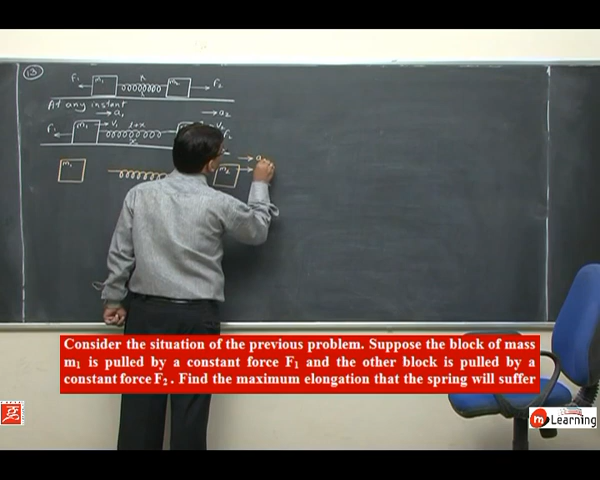 13
F1 m1 k m2 F2
L
At any instant
a1 a2
F1 m1 v1 l+x F2
x
m1 m2 a
Consider the situation of the previous problem. Suppose the block of mass
m1 is pulled by a constant force F1 and the other block is pulled by a
constant force F2 . Find the maximum elongation that the spring will suffer
m Learning